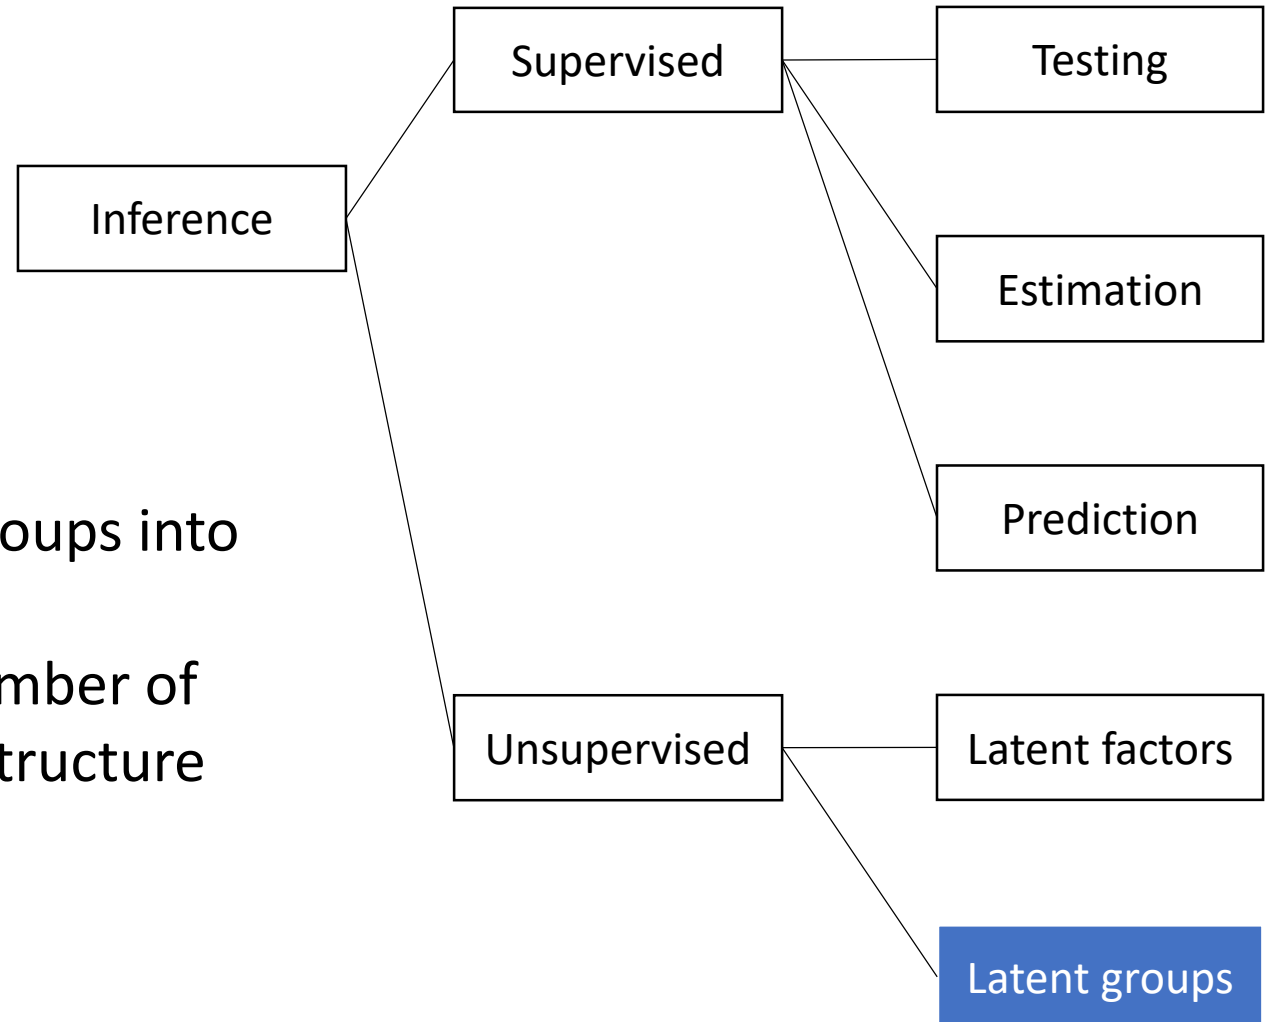 Supervised
Testing
Inference
Estimation
Prediction
oups into
mber of
tructure
Unsupervised
Latent factors
Latent groups